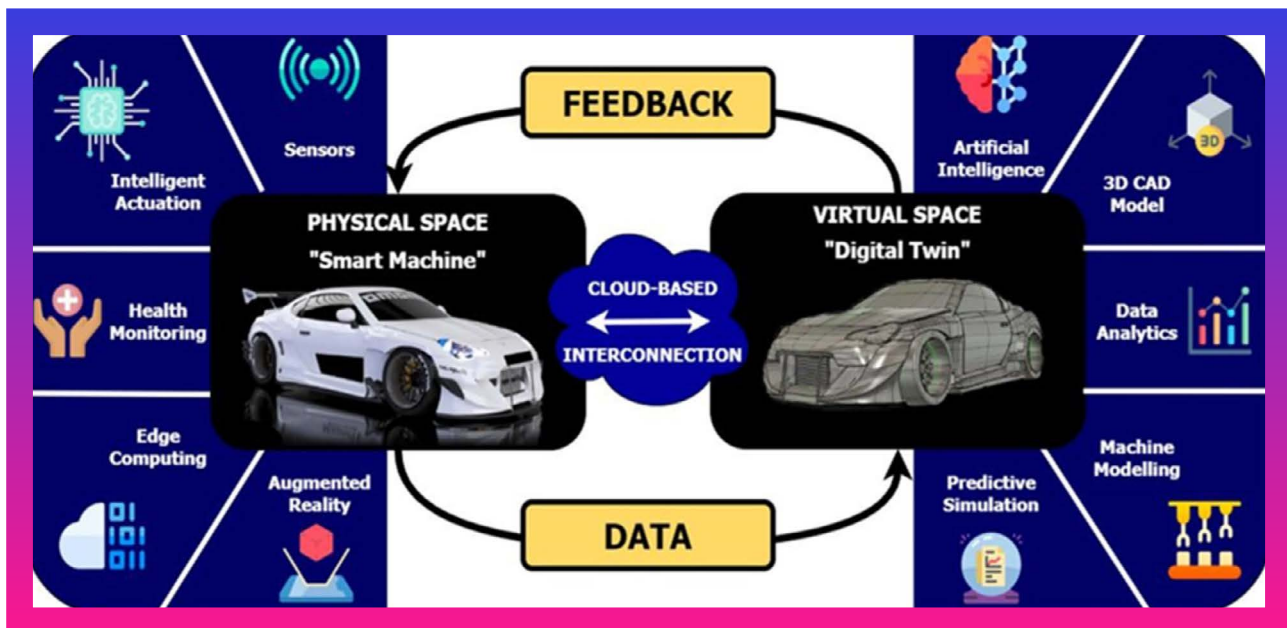 FEEDBACK
Sensors
Intelligent
Actuation
Health
Monitoring
Edge
Computing
Augmented
Reality
PHYSICAL SPACE
"Smart Machine"
CLOUD-BASED
INTERCONNECTION
VIRTUAL SPACE
"Digital Twin"
Artificial
Intelligence
3D CAD
Model
3D
Data
Analytics
Machine
Modelling
Predictive
Simulation
DATA